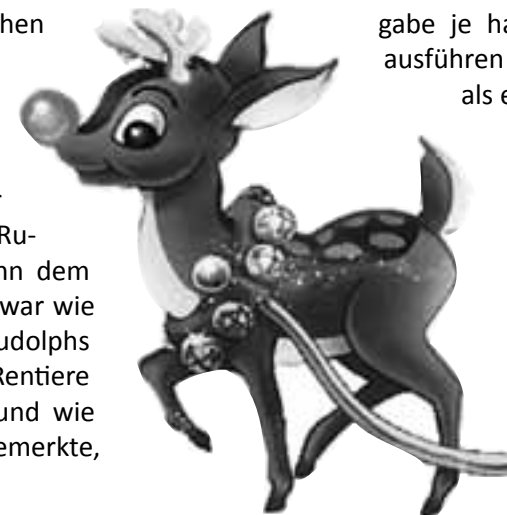 chen
Ru-
nn dem
war wie
udolphs
Rentiere
und wie
emerkte,
gabe je ha
ausführen
als e